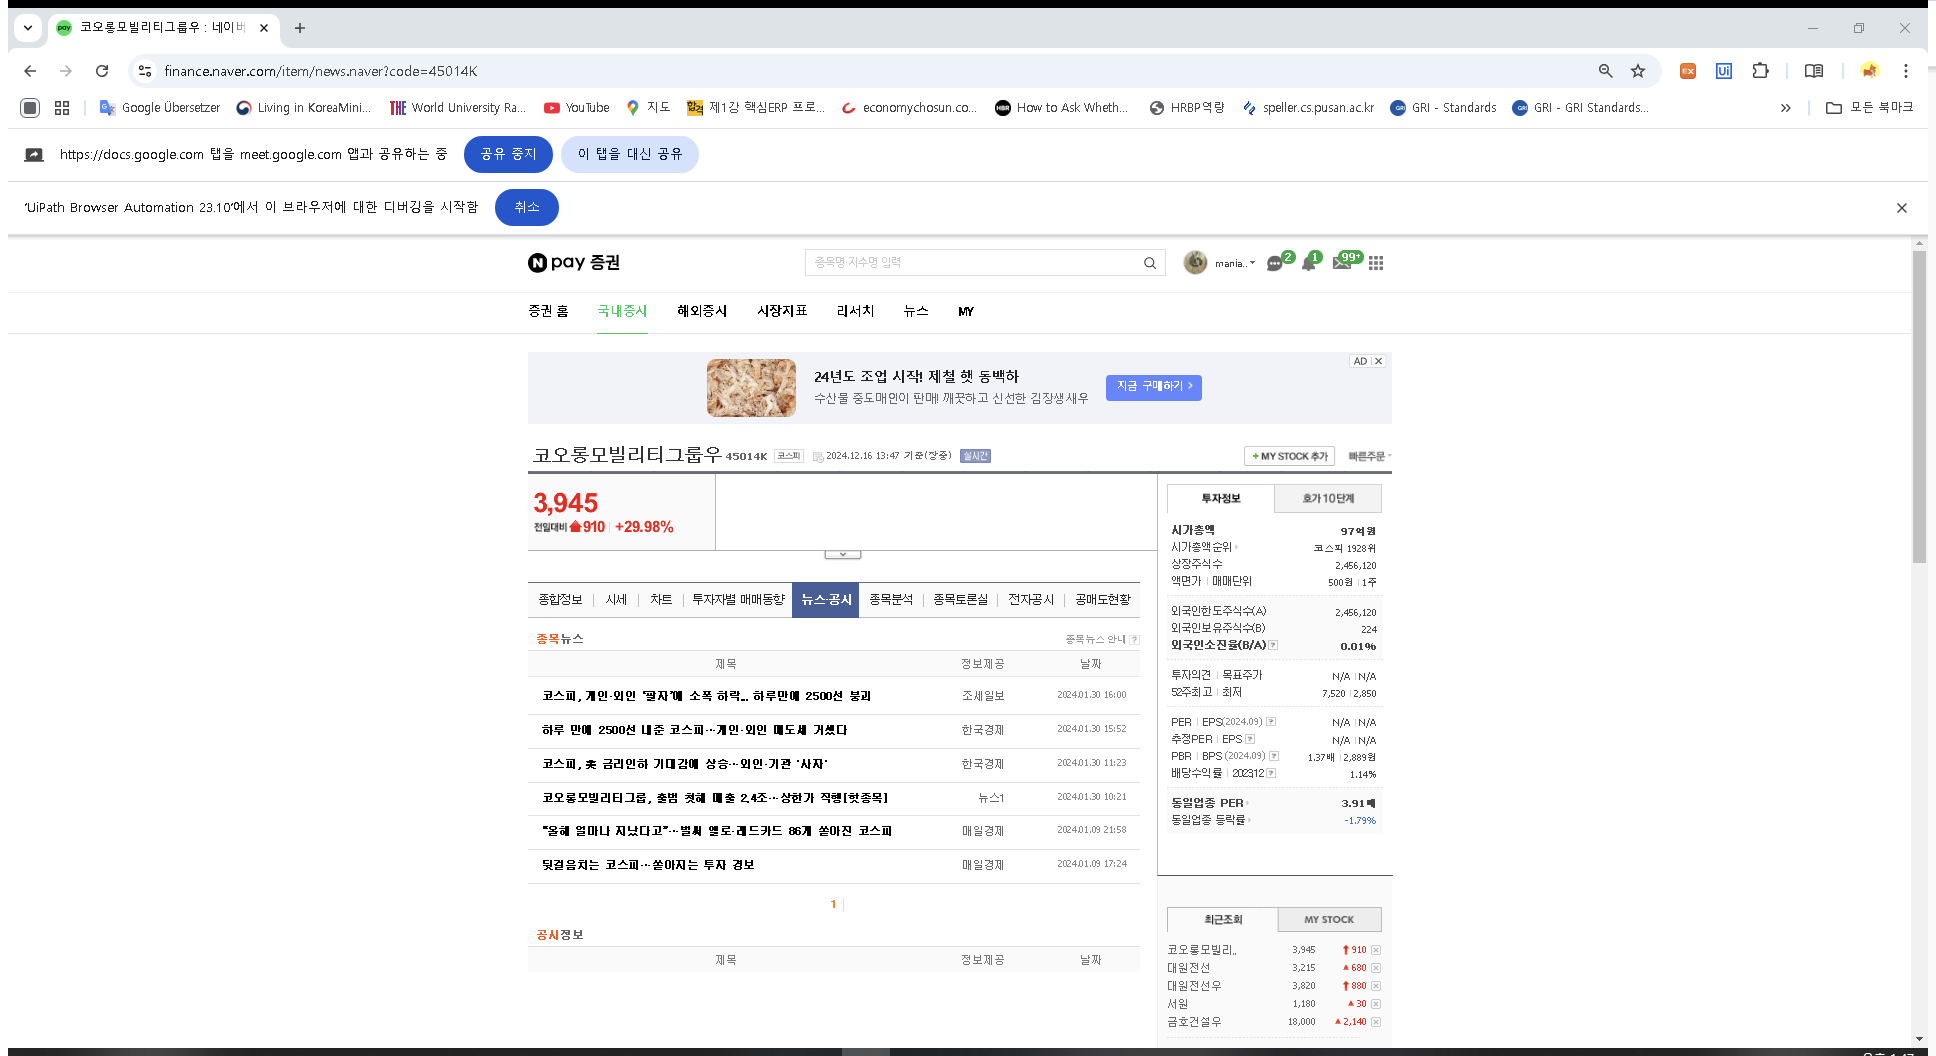 코오롱모빌리티그룹우 : 네이버
finance.naver.com/item/news.naver?code=45014K
Google Übersetzer
Living in KoreaMini...
World University Ra...
YouTube
지도
제1강 핵심ERP 프로...
economychosun.co...
How to Ask Wheth...
HRBP역량
speller.cs.pusan.ac.kr
GRI - Standards
GRI - GRI Standards...
모든 북마크
https://docs.google.com 탭을 meet.google.com 앱과 공유하는 중
공유 중지
이 탭을 대신 공유
'UiPath Browser Automation 23.10'에서 이 브라우저에 대한 디버깅을 시작함
취소
N pay 증권
종목명·지수명 입력
mania..
2
1
99+
증권 홈
국내증시
해외증시
시장지표
리서치
뉴스
MY
24년도 조업 시작! 제철 햇 동백하
수산물 중도매인이 판매! 깨끗하고 신선한 김장생새우
지금 구매하기 >
AD
코오롱모빌리티그룹우 45014K 코스피 2024.12.16 13:47 기준(장중) 실시간
+ MY STOCK 추가
빠른주문
3,945
전일대비 910 +29.98%
종합정보 시세 차트 투자자별 매매동향 뉴스·공시 종목분석 종목토론실 전자공시 공매도현황
종목뉴스
종목뉴스 안내 ?
제목 정보제공 날짜
코스피, 개인·외인 '팔자'에 소폭 하락... 하루만에 2500선 붕괴 조세일보 2024.01.30 16:00
하루 만에 2500선 내준 코스피…개인·외인 매도세 거셌다 한국경제 2024.01.30 15:52
코스피, 美 금리인하 기대감에 상승…외인·기관 '사자' 한국경제 2024.01.30 11:23
코오롱모빌리티그룹, 출범 첫해 매출 2.4조…상한가 직행[핫종목] 뉴스1 2024.01.30 10:21
"올해 얼마나 지났다고"…벌써 옐로·레드카드 86개 쏟아진 코스피 매일경제 2024.01.09 21:58
뒷걸음치는 코스피…쏟아지는 투자 경보 매일경제 2024.01.09 17:24
1
공시정보
제목 정보제공 날짜
투자정보
호가 10단계
시가총액 97억원
시가총액순위 코스피 1928위
상장주식수 2,456,120
액면가 | 매매단위 500원 | 1주
외국인한도주식수(A) 2,456,120
외국인보유주식수(B) 224
외국인소진율(B/A) ? 0.01%
투자의견 | 목표주가 N/A | N/A
52주최고 | 최저 7,520 | 2,850
PER | EPS(2024.09) ? N/A | N/A
추정PER | EPS ? N/A | N/A
PBR | BPS (2024.09) ? 1.37배 | 2,889원
배당수익률 | 2023.12 ? 1.14%
동일업종 PER 3.91배
동일업종 등락률 -1.79%
최근조회
MY STOCK
코오롱모빌리.. 3,945 910
대원전선 3,215 680
대원전선우 3,820 880
서원 1,180 30
금호건설우 18,000 2,140